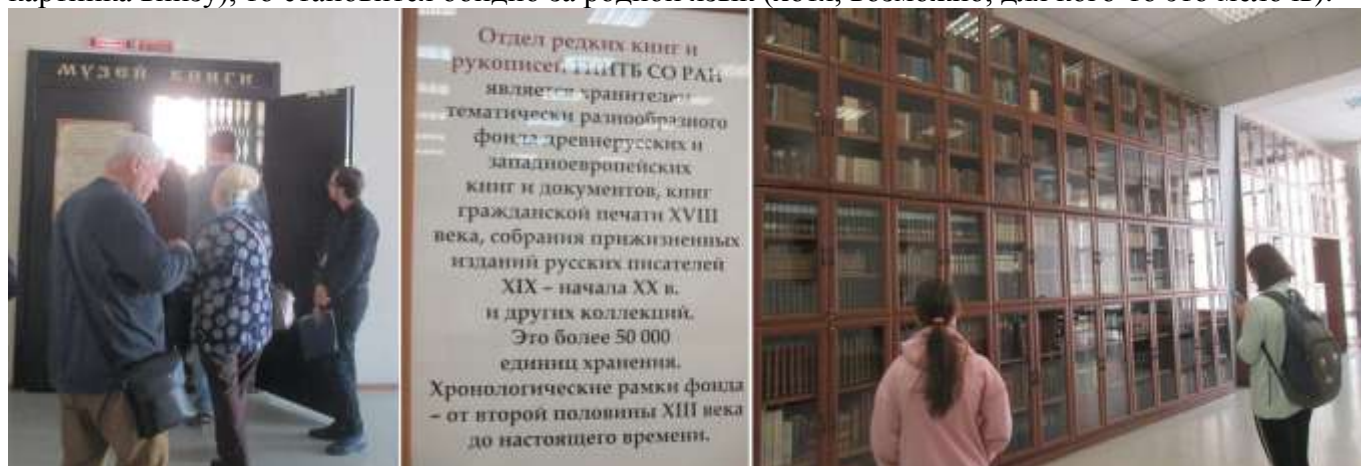 картинка внизу), то становится обидно за родной язык (хотя, возможно, для кого-то это мелочь).
музей книги
Отдел редких книг и
рукописей ГПНТБ СО РАН
является хранителем
тематически разнообразного
фонда древнерусских и
западноевропейских
книг и документов, книг
гражданской печати XVIII
века, собрания прижизненных
изданий русских писателей
XIX – начала XX в.
и других коллекций.
Это более 50 000
единиц хранения.
Хронологические рамки фонда
– от второй половины XIII века
до настоящего времени.